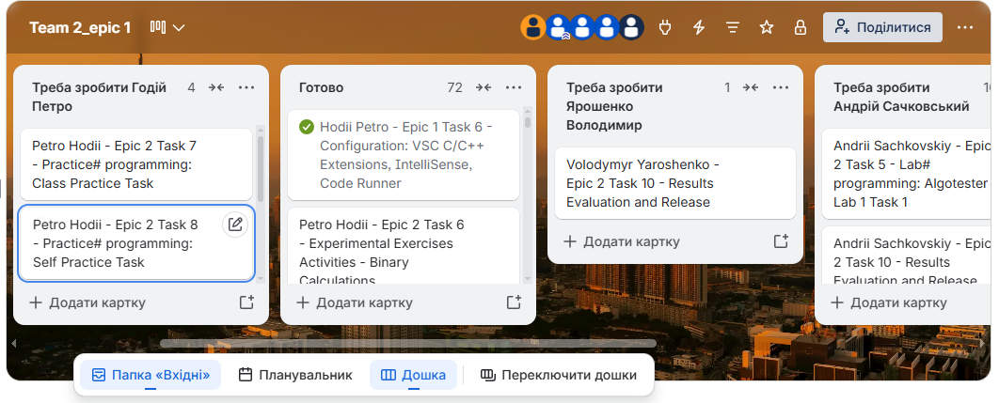 Team 2_epic 1
Поділитися
Треба зробити Годій
Петро
4
Petro Hodii - Epic 2 Task 7
- Practice# programming:
Class Practice Task
Petro Hodii - Epic 2 Task 8
- Practice# programming:
Self Practice Task
Додати картку
Готово
72
Hodii Petro - Epic 1 Task 6 -
Configuration: VSC C/C++
Extensions, IntelliSense,
Code Runner
Petro Hodii - Epic 2 Task 6
- Experimental Exercises
Activities - Binary
Calculations
Додати картку
Треба зробити
Ярошенко
Володимир
1
Volodymyr Yaroshenko -
Epic 2 Task 10 - Results
Evaluation and Release
Додати картку
Треба зробити
Андрій Сачковський
Andrii Sachkovskiy - Epic
2 Task 5 - Lab#
programming: Algotester
Lab 1 Task 1
Andrii Sachkovskiy - Epic
2 Task 10 - Results
Evaluation and Release
Додати картку
Папка «Вхідні»
Планувальник
Дошка
Переключити дошки